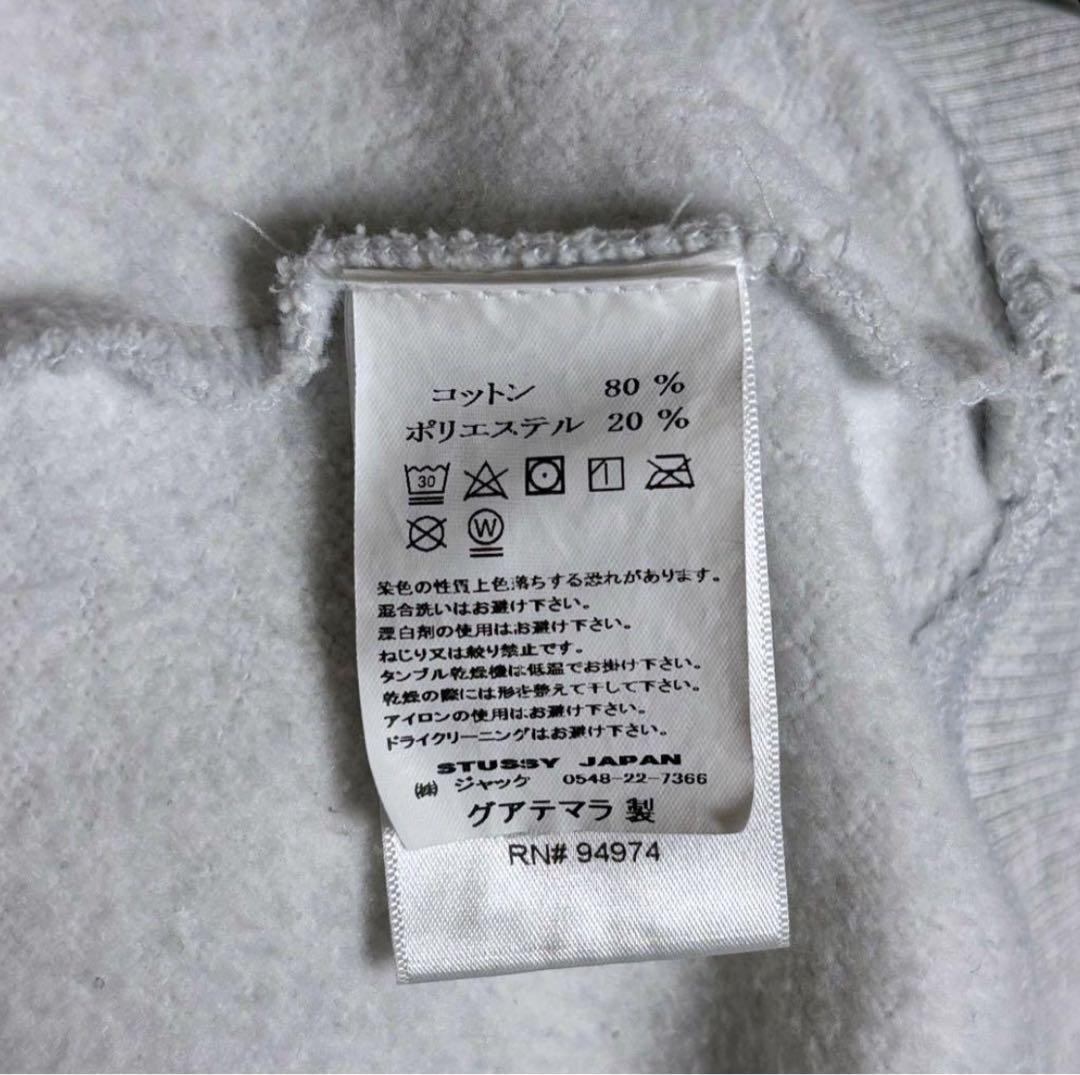 コットン 80 %
ポリエステル 20 %
30
W
染色の性質上色落ちする恐れがあります。
混合洗いはお避け下さい。
漂白剤の使用はお避け下さい。
ねじり又は絞り禁止です。
タンブル乾燥機は低温でお掛け下さい。
乾燥の際には形を整えて干して下さい。
アイロンの使用はお避け下さい。
ドライクリーニングはお避け下さい。
STUSSY JAPAN
㈱ ジャック 0548-22-7366
グアテマラ 製
RN# 94974